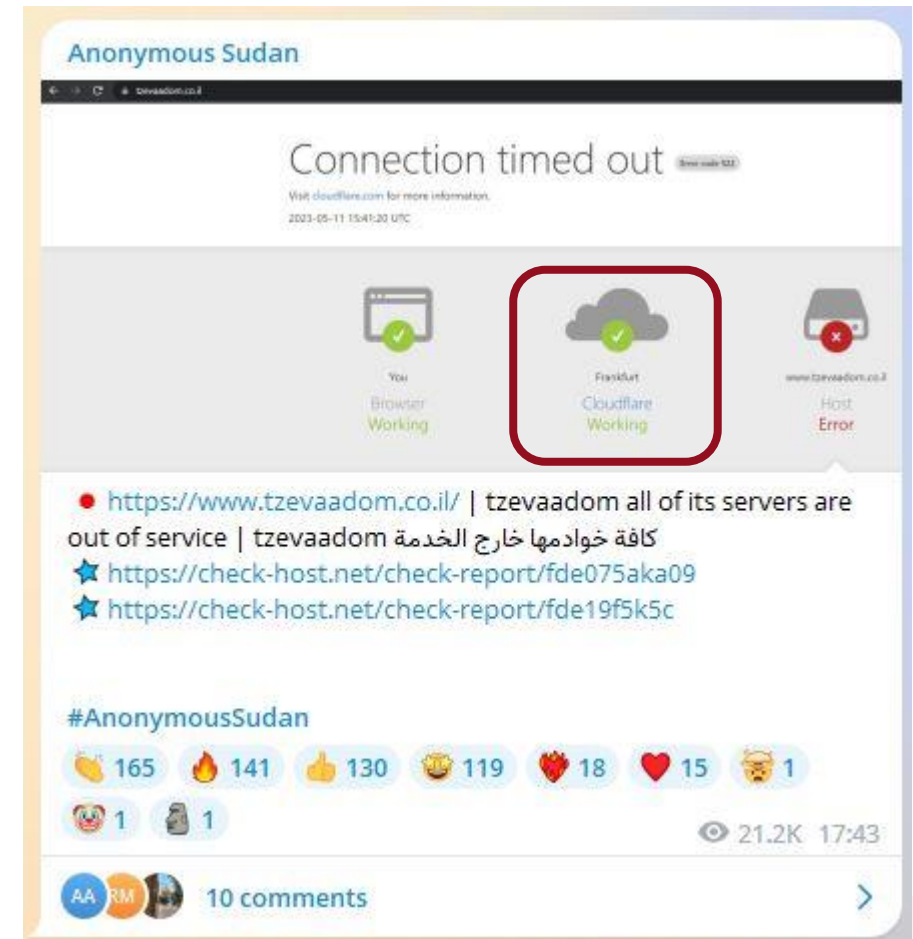 Anonymous Sudan
tzevaadom.co.il
Connection timed out Error code 522
Visit cloudflare.com for more information.
2023-05-11 15:41:20 UTC
You
Browser
Working
Frankfurt
Cloudflare
Working
www.tzevaadom.co.il
Host
Error
https://www.tzevaadom.co.il/ | tzevaadom all of its servers are
out of service | tzevaadom كافة خوادمها خارج الخدمة
https://check-host.net/check-report/fde075aka09
https://check-host.net/check-report/fde19f5k5c
#AnonymousSudan
165 141 130 119 18 15 1
1 1
21.2K 17:43
AA RM 10 comments